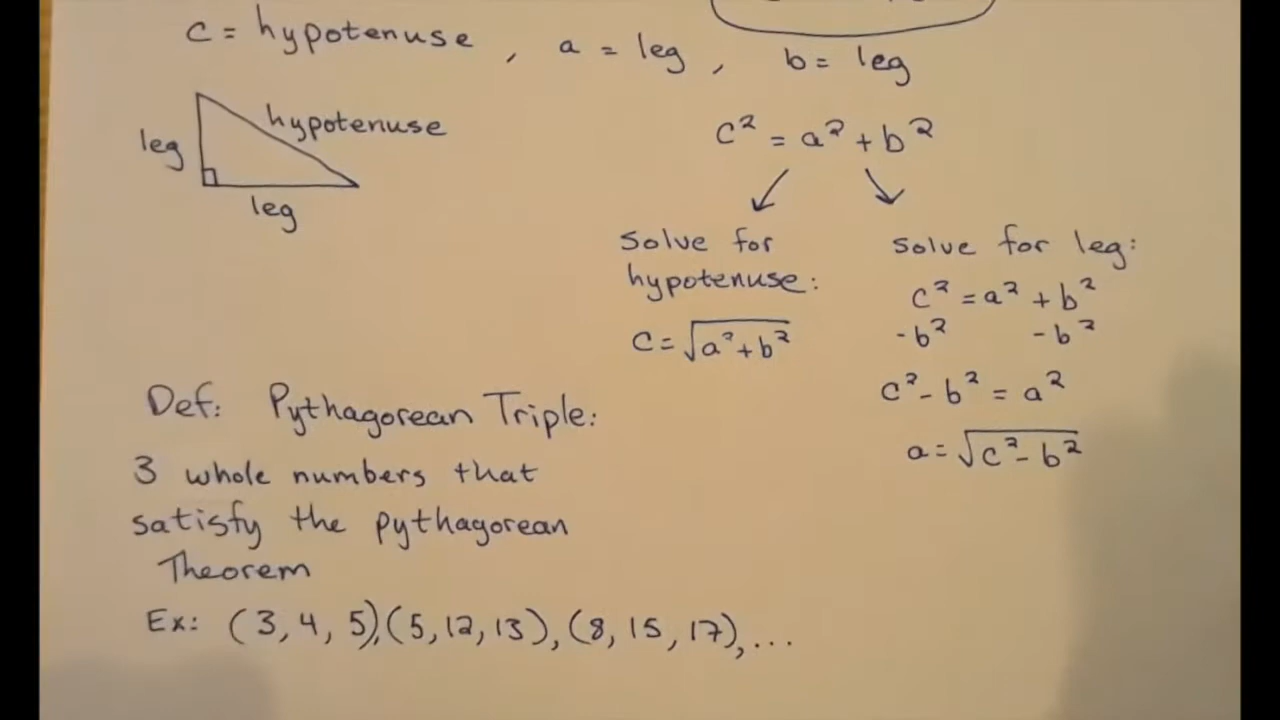 c = hypotenuse, a = leg, b = leg
hypotenuse
leg
leg
c² = a² + b²
Solve for
hypotenuse:
c = √a² + b²
Solve for leg:
c² = a² + b²
-b² -b²
c² - b² = a²
a = √c² - b²
Def: Pythagorean Triple:
3 whole numbers that
satisfy the pythagorean
Theorem
Ex: (3, 4, 5), (5, 12, 13), (8, 15, 17), ...